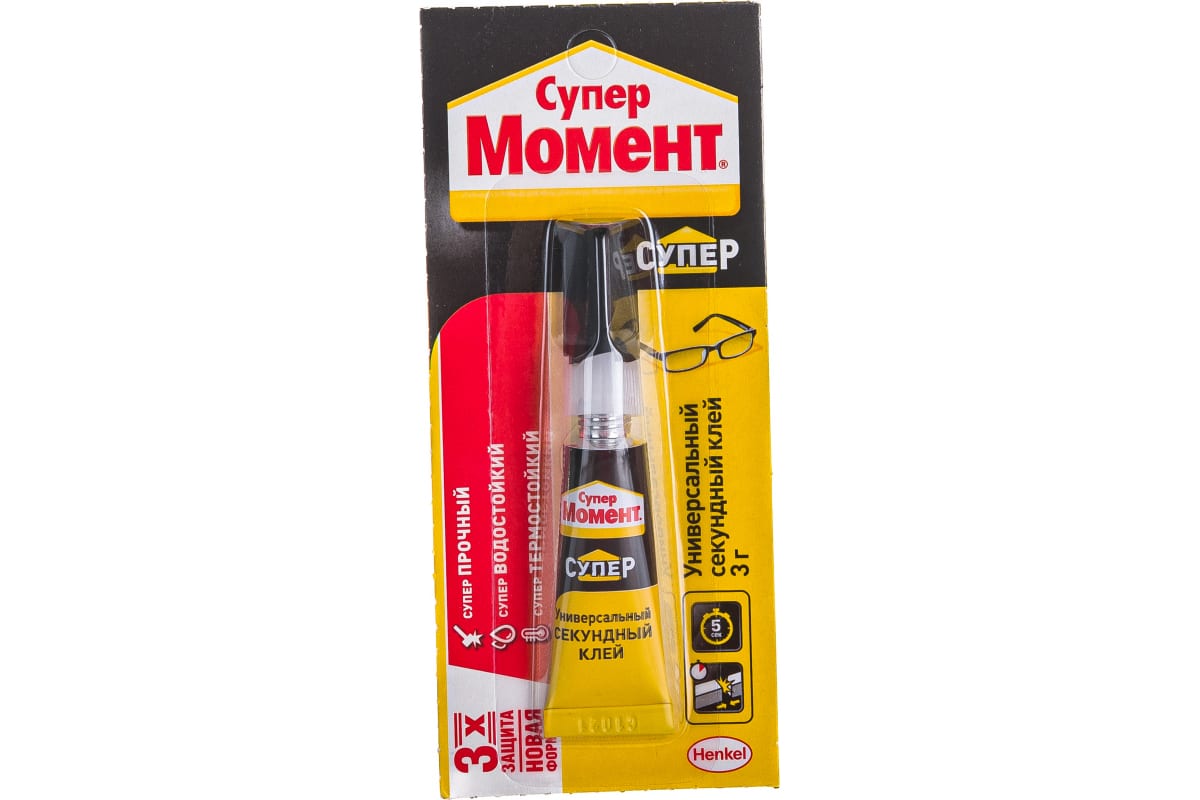 Супер
Момент®
СУПЕР
Универсальный
секундный клей
3 г
СУПЕР ПРОЧНЫЙ
СУПЕР ВОДОСТОЙКИЙ
СУПЕР ТЕРМОСТОЙКИЙ
Супер
Момент
СУПЕР
Универсальный
СЕКУНДНЫЙ
КЛЕЙ
5
сек
3X
ЗАЩИТА
НОВАЯ
Henkel